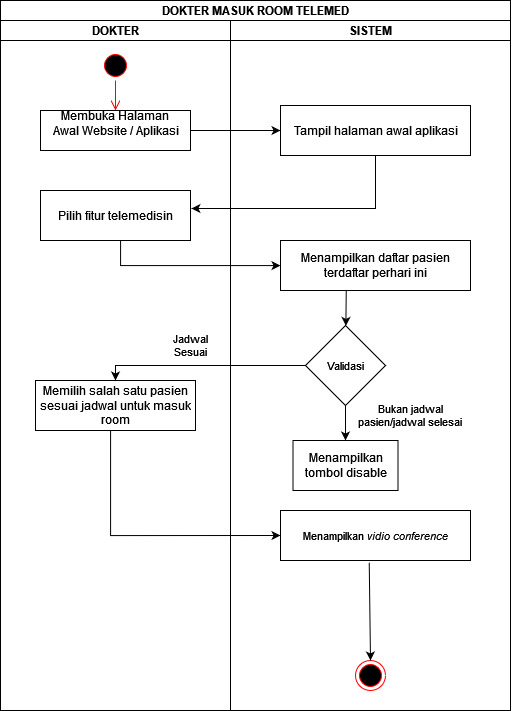 DOKTER MASUK ROOM TELEMED
DOKTER
SISTEM
Membuka Halaman
Awal Website / Aplikasi
Tampil halaman awal aplikasi
Pilih fitur telemedisin
Menampilkan daftar pasien
terdaftar perhari ini
Jadwal
Sesuai
Validasi
Memilih salah satu pasien
sesuai jadwal untuk masuk
room
Bukan jadwal
pasien/jadwal selesai
Menampilkan
tombol disable
Menampilkan vidio conference